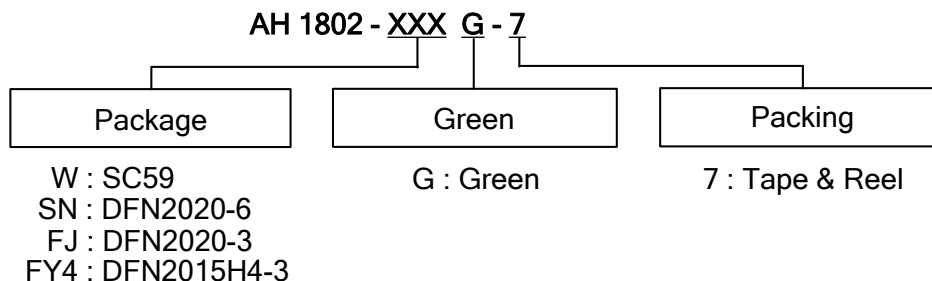 AH 1802 - XXX G - 7
Package
Green
Packing
W : SC59
SN : DFN2020-6
FJ : DFN2020-3
FY4 : DFN2015H4-3
G : Green
7 : Tape & Reel